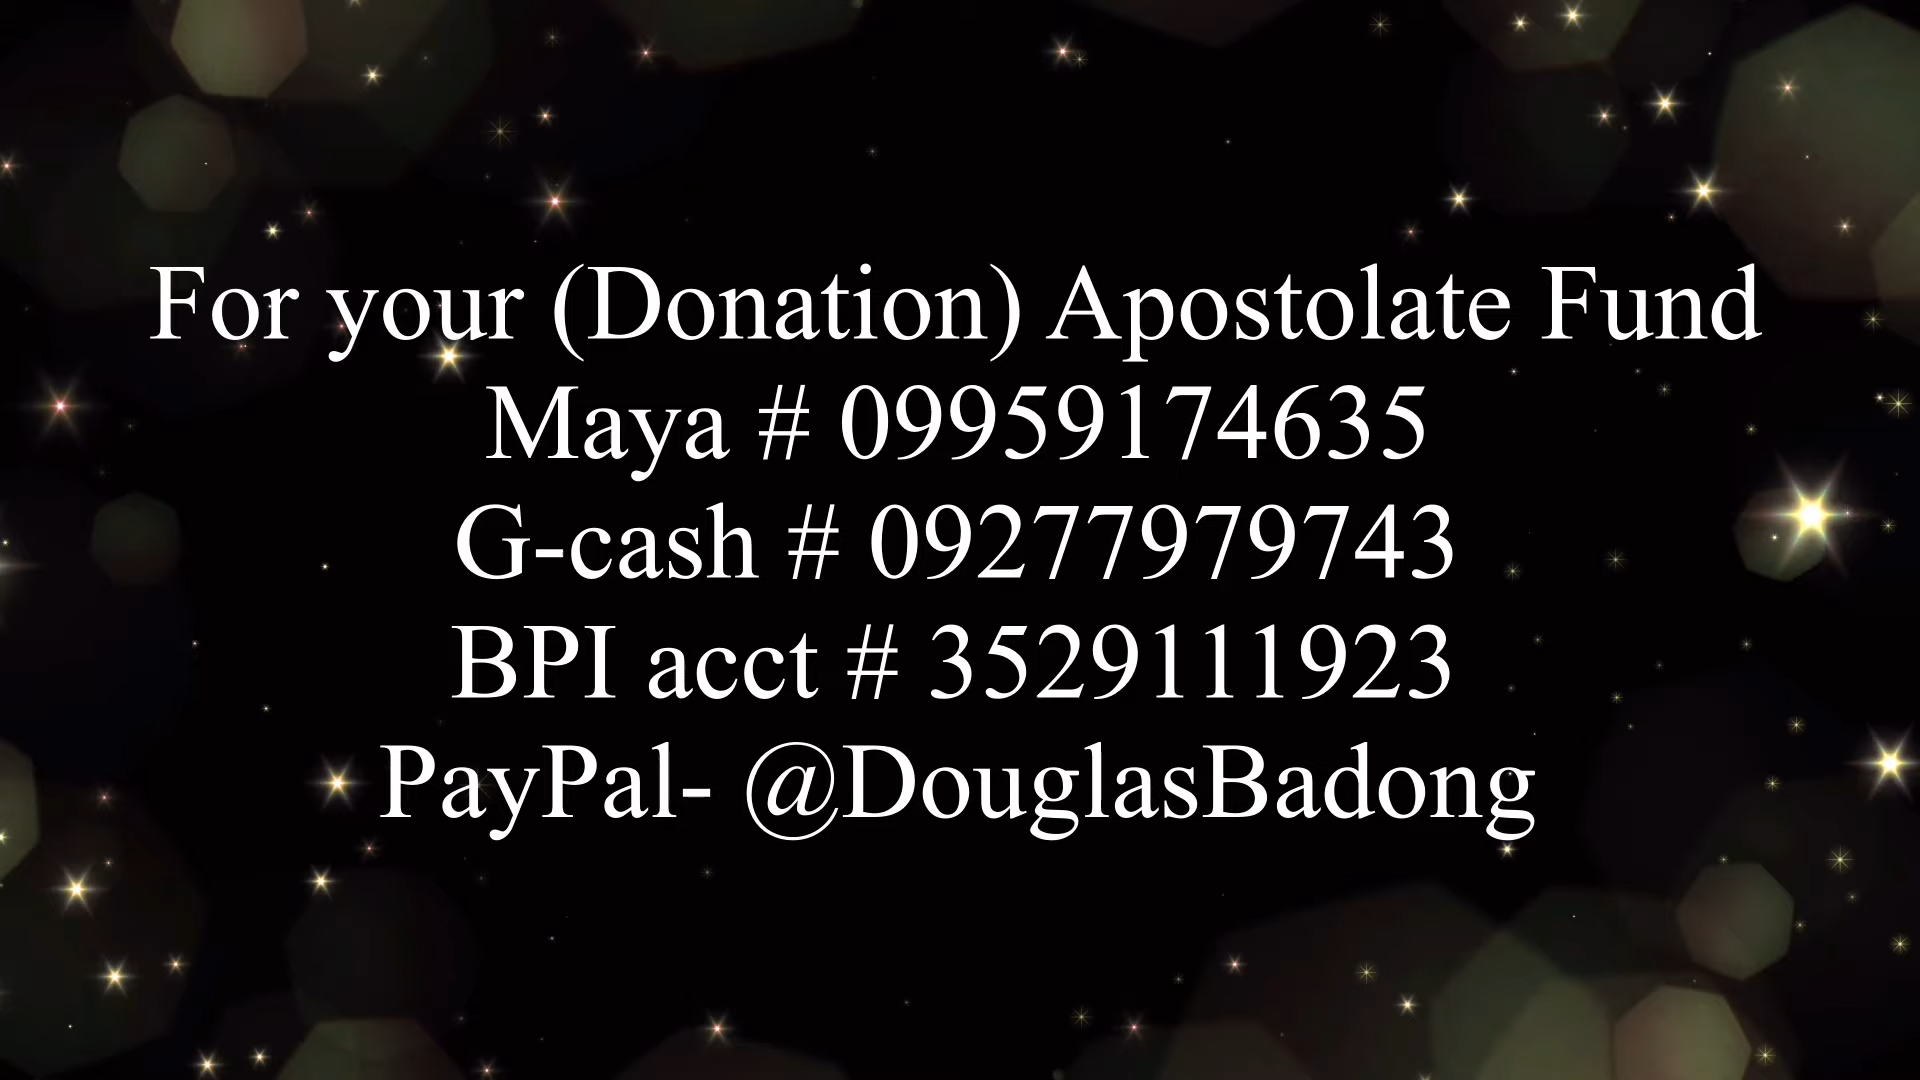 For your (Donation) Apostolate Fund
Maya # 09959174635
G-cash # 09277979743
BPI acct # 3529111923
PayPal- @DouglasBadong